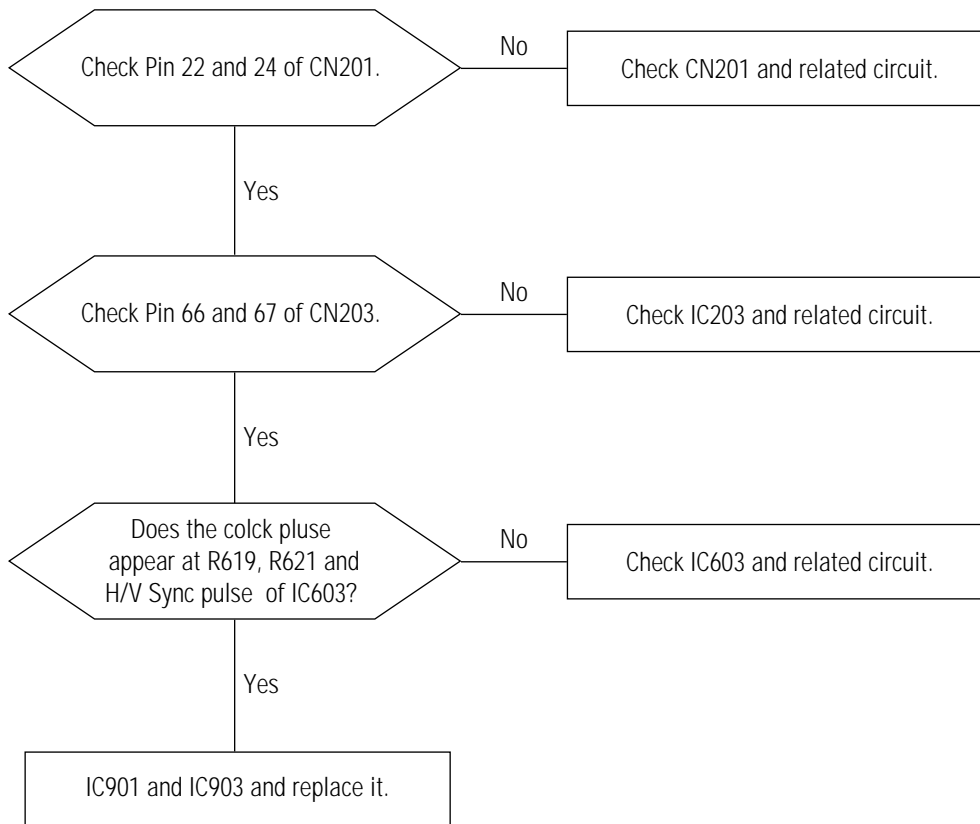 Check Pin 22 and 24 of CN201.
No
Check CN201 and related circuit.
Yes
Check Pin 66 and 67 of CN203.
No
Check IC203 and related circuit.
Yes
Does the colck pluse
appear at R619, R621 and
H/V Sync pulse of IC603?
No
Check IC603 and related circuit.
Yes
IC901 and IC903 and replace it.